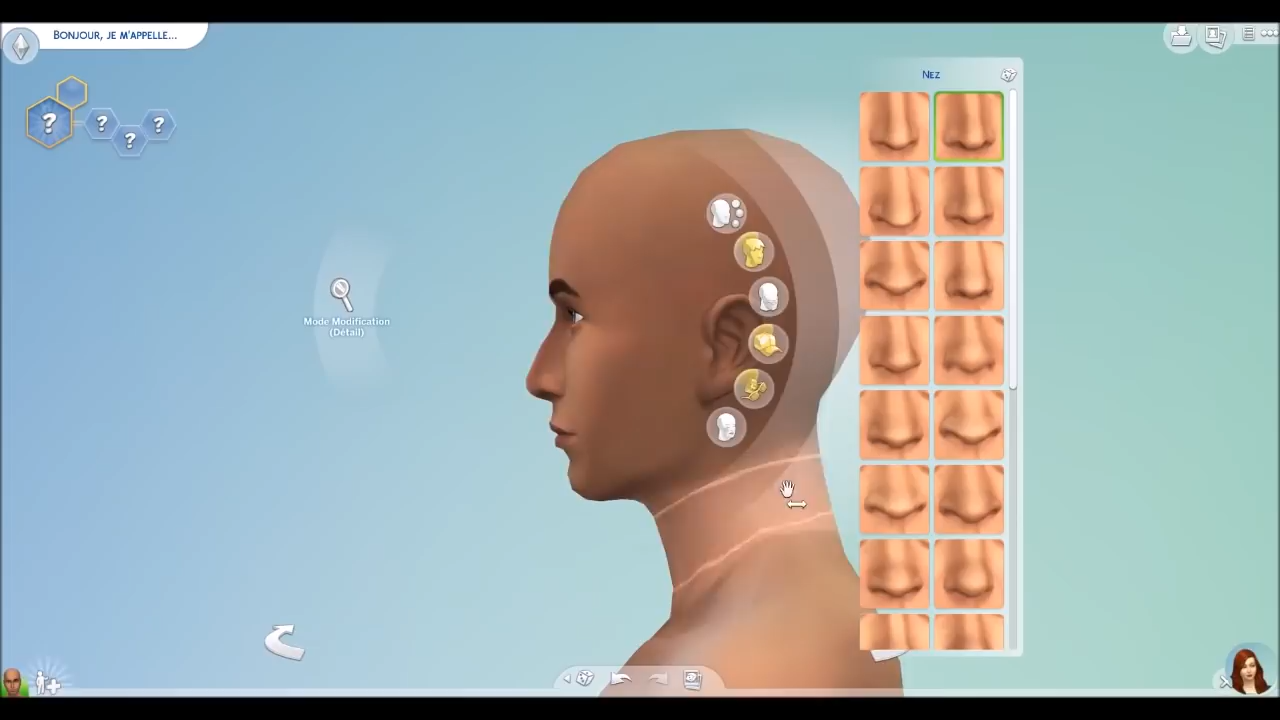 BONJOUR, JE M'APPELLE...
NEZ
?
?
?
?
Mode Modification
(Détail)